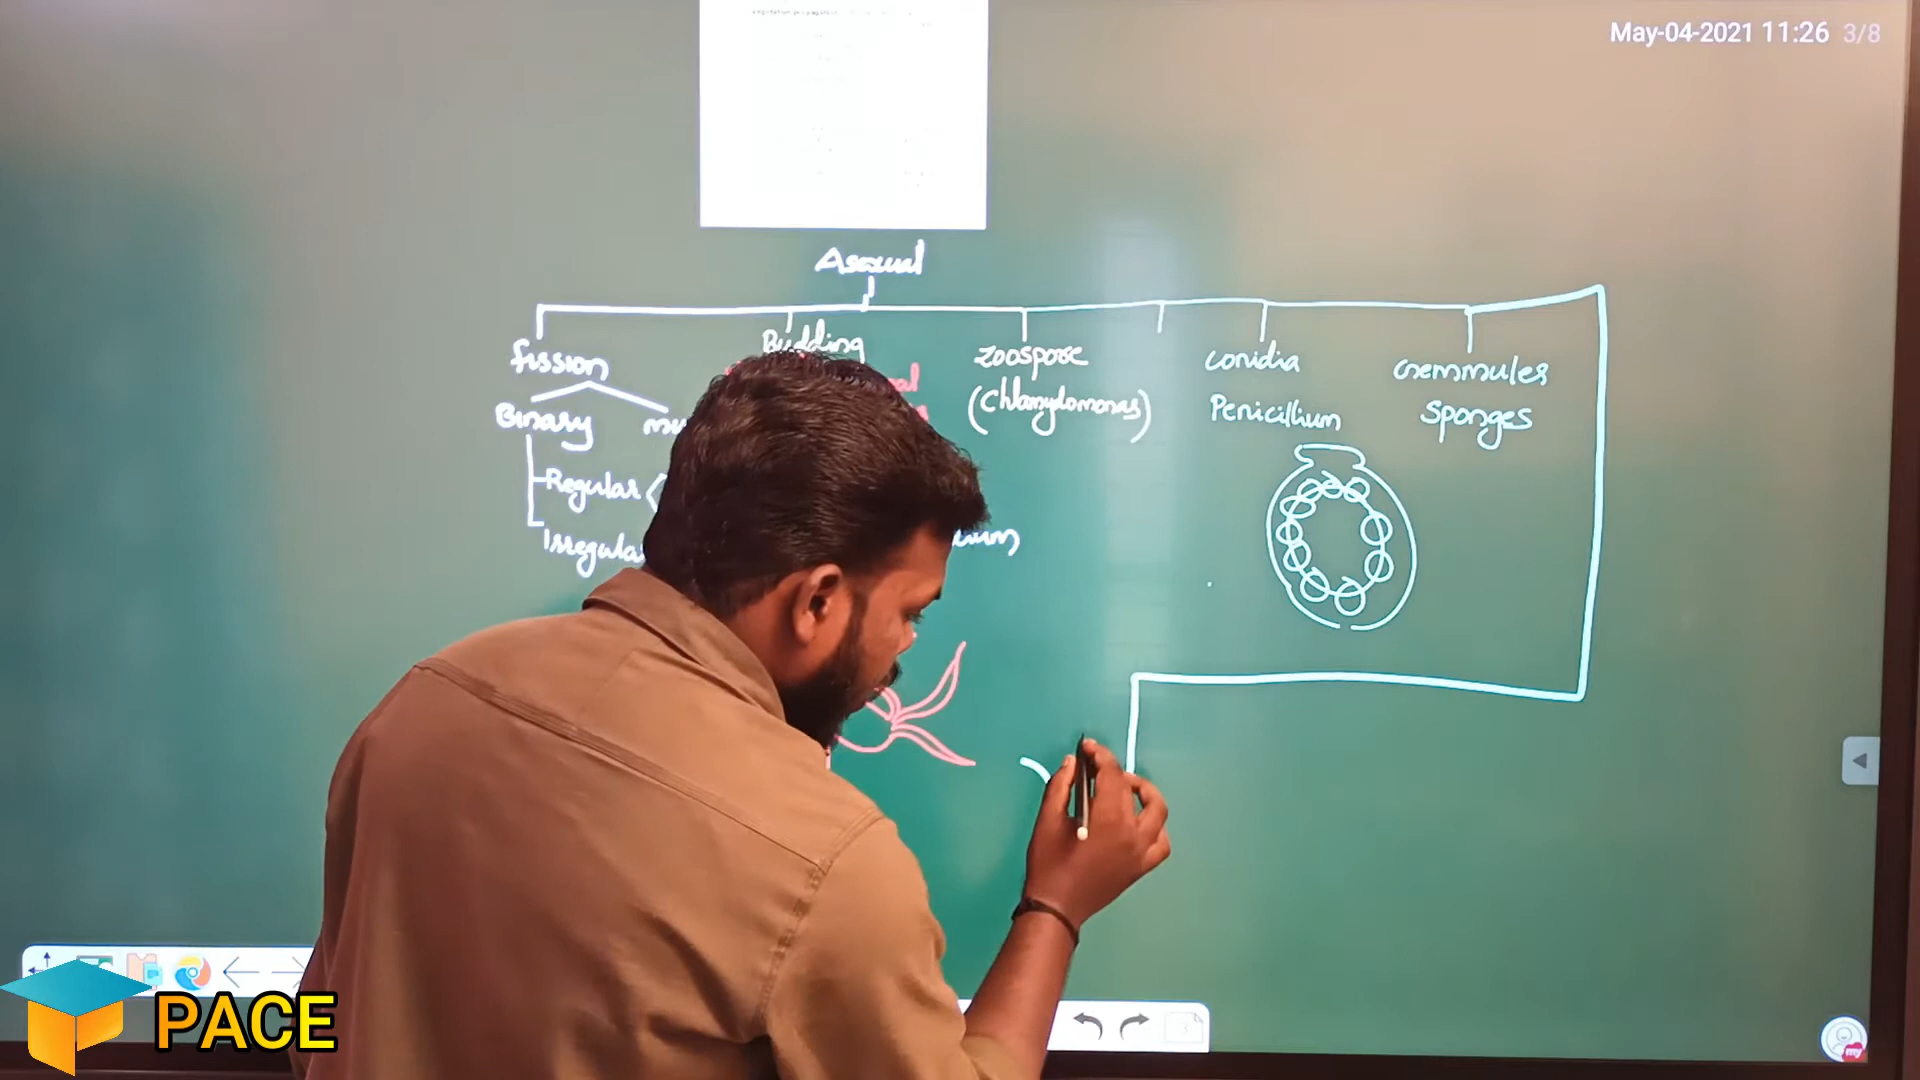 May-04-2021 11:26 3/8
Asexual
Fission
Budding
Zoospore
(Chlamydomonas)
Conidia
Penicillium
Gemmules
Sponges
Binary
Regular
Irregular
PACE